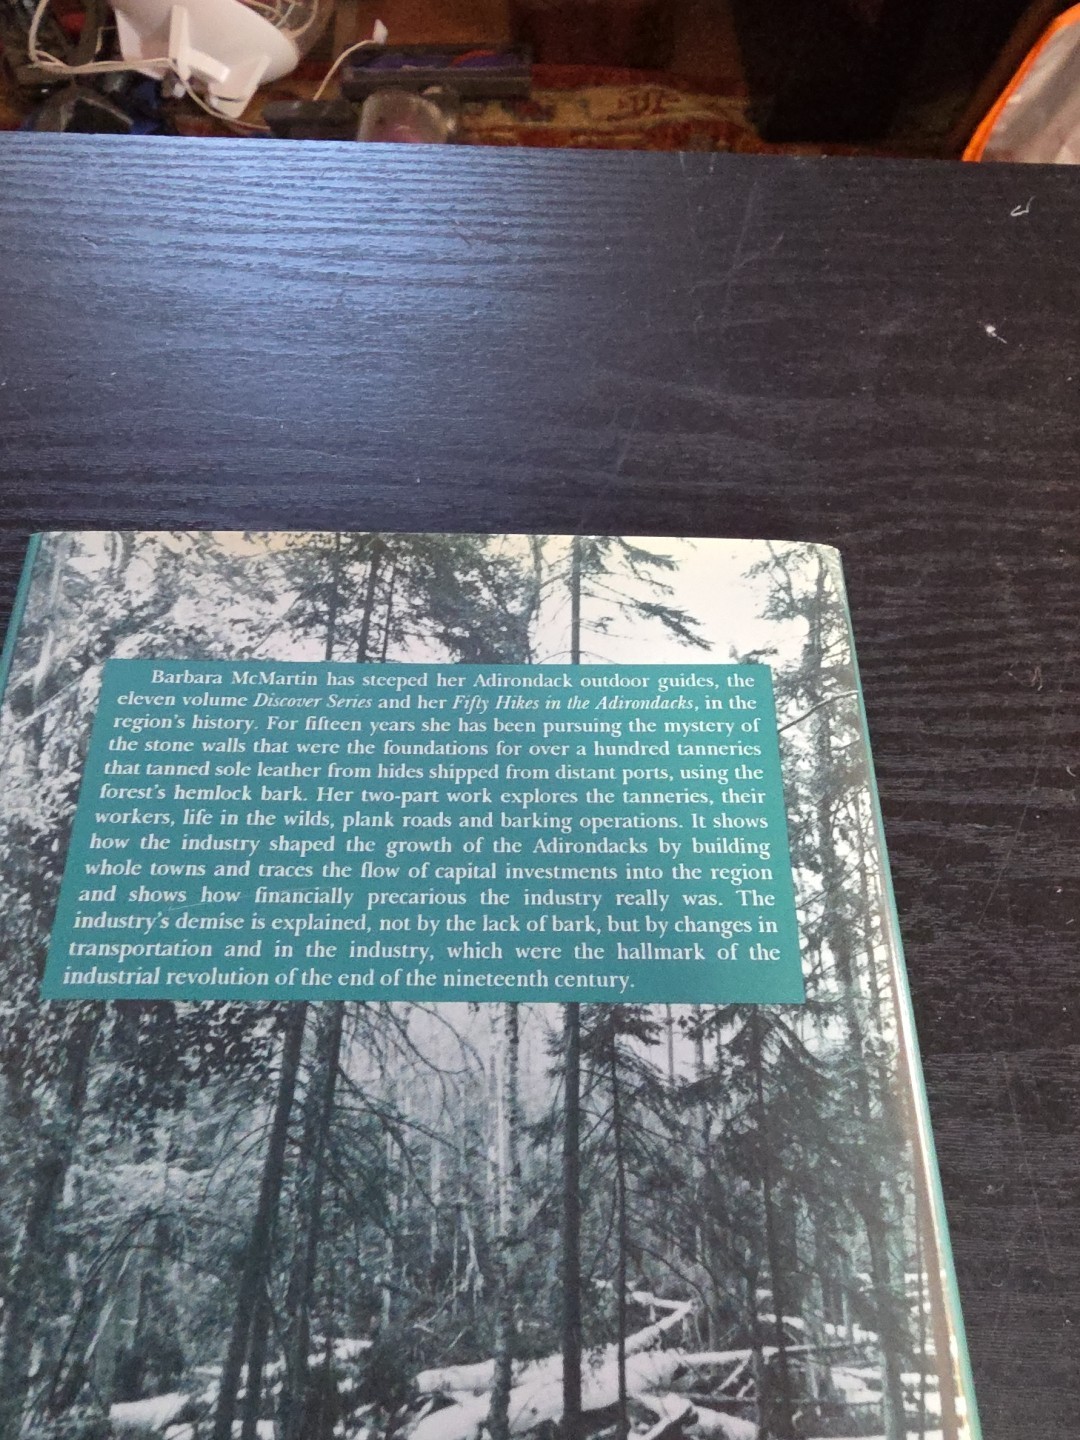 Barbara McMartin has steeped her Adirondack outdoor guides, the
eleven volume Discover Series and her Fifty Hikes in the Adirondacks, in the
region's history. For fifteen years she has been pursuing the mystery of
the stone walls that were the foundations for over a hundred tanneries
that tanned sole leather from hides shipped from distant ports, using the
forest's hemlock bark. Her two-part work explores the tanneries, their
workers, life in the wilds, plank roads and barking operations. It shows
how the industry shaped the growth of the Adirondacks by building
whole towns and traces the flow of capital investments into the region
and shows how financially precarious the industry really was. The
industry's demise is explained, not by the lack of bark, but by changes in
transportation and in the industry, which were the hallmark of the
industrial revolution of the end of the nineteenth century.